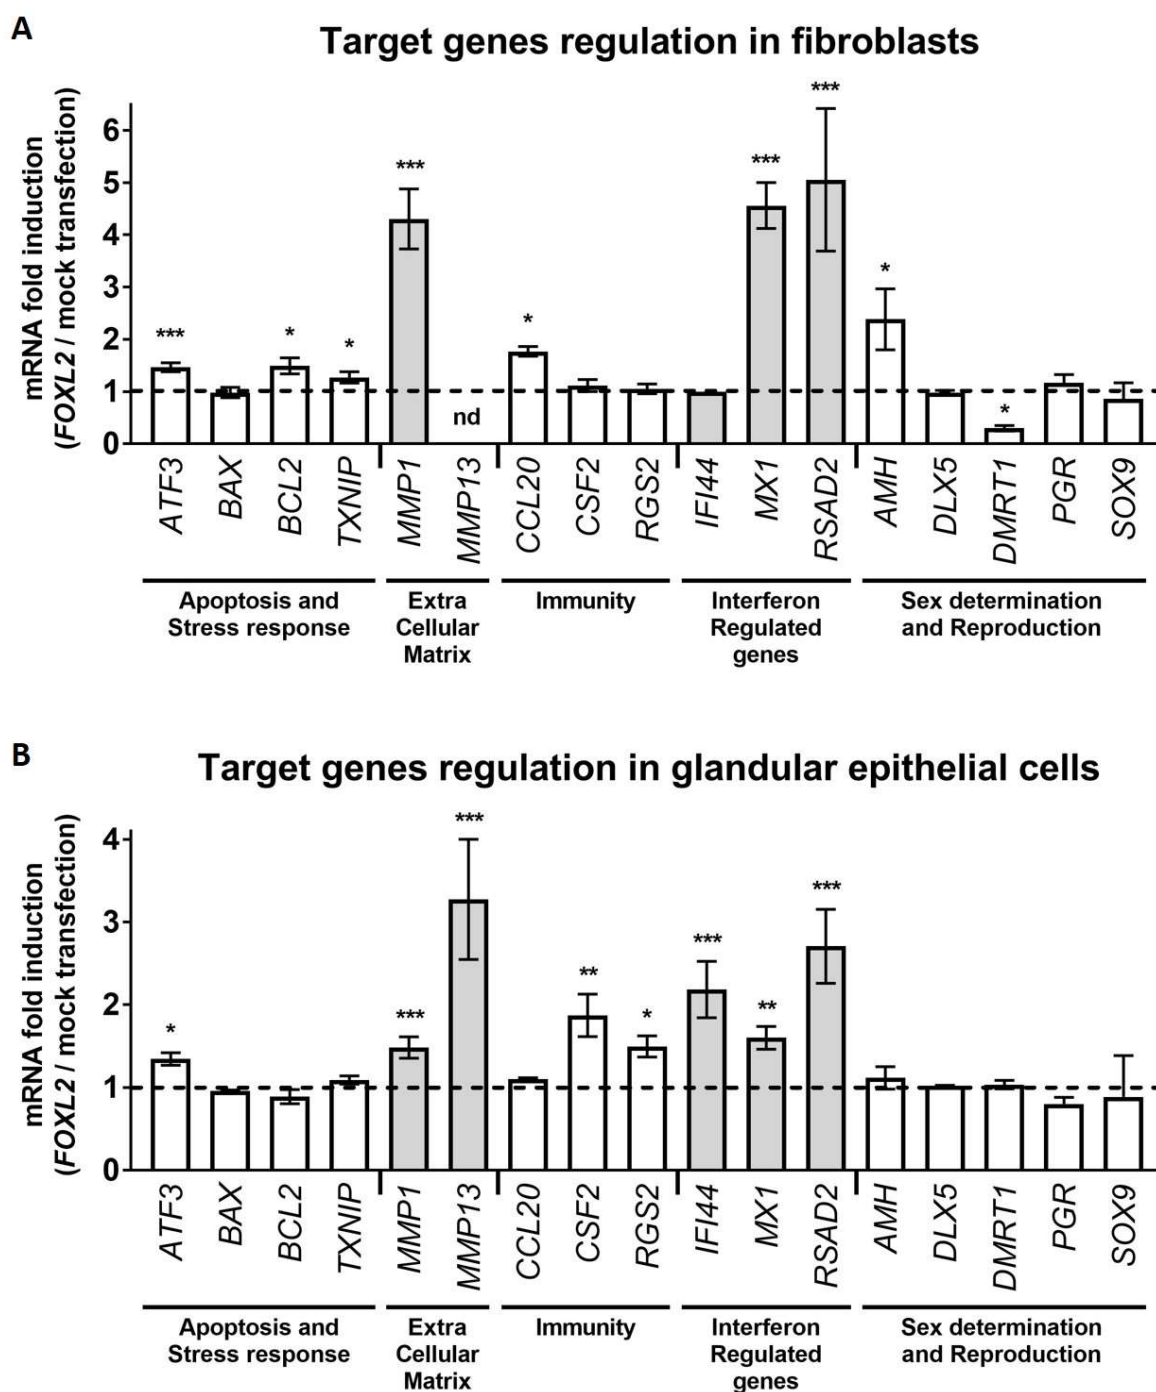 A
Target genes regulation in fibroblasts
mRNA fold induction
(FOXL2 / mock transfection)
6
5
4
3
2
1
0
***
*
*
***
nd
*
***
***
*
*
ATF3
BAX
BCL2
TXNIP
MMP1
MMP13
CCL20
CSF2
RGS2
IFI44
MX1
RSAD2
AMH
DLX5
DMRT1
PGR
SOX9
Apoptosis and
Stress response
Extra
Cellular
Matrix
Immunity
Interferon
Regulated
genes
Sex determination
and Reproduction
B
Target genes regulation in glandular epithelial cells
mRNA fold induction
(FOXL2 / mock transfection)
4
3
2
1
0
*
***
***
**
*
***
**
***
ATF3
BAX
BCL2
TXNIP
MMP1
MMP13
CCL20
CSF2
RGS2
IFI44
MX1
RSAD2
AMH
DLX5
DMRT1
PGR
SOX9
Apoptosis and
Stress response
Extra
Cellular
Matrix
Immunity
Interferon
Regulated
genes
Sex determination
and Reproduction